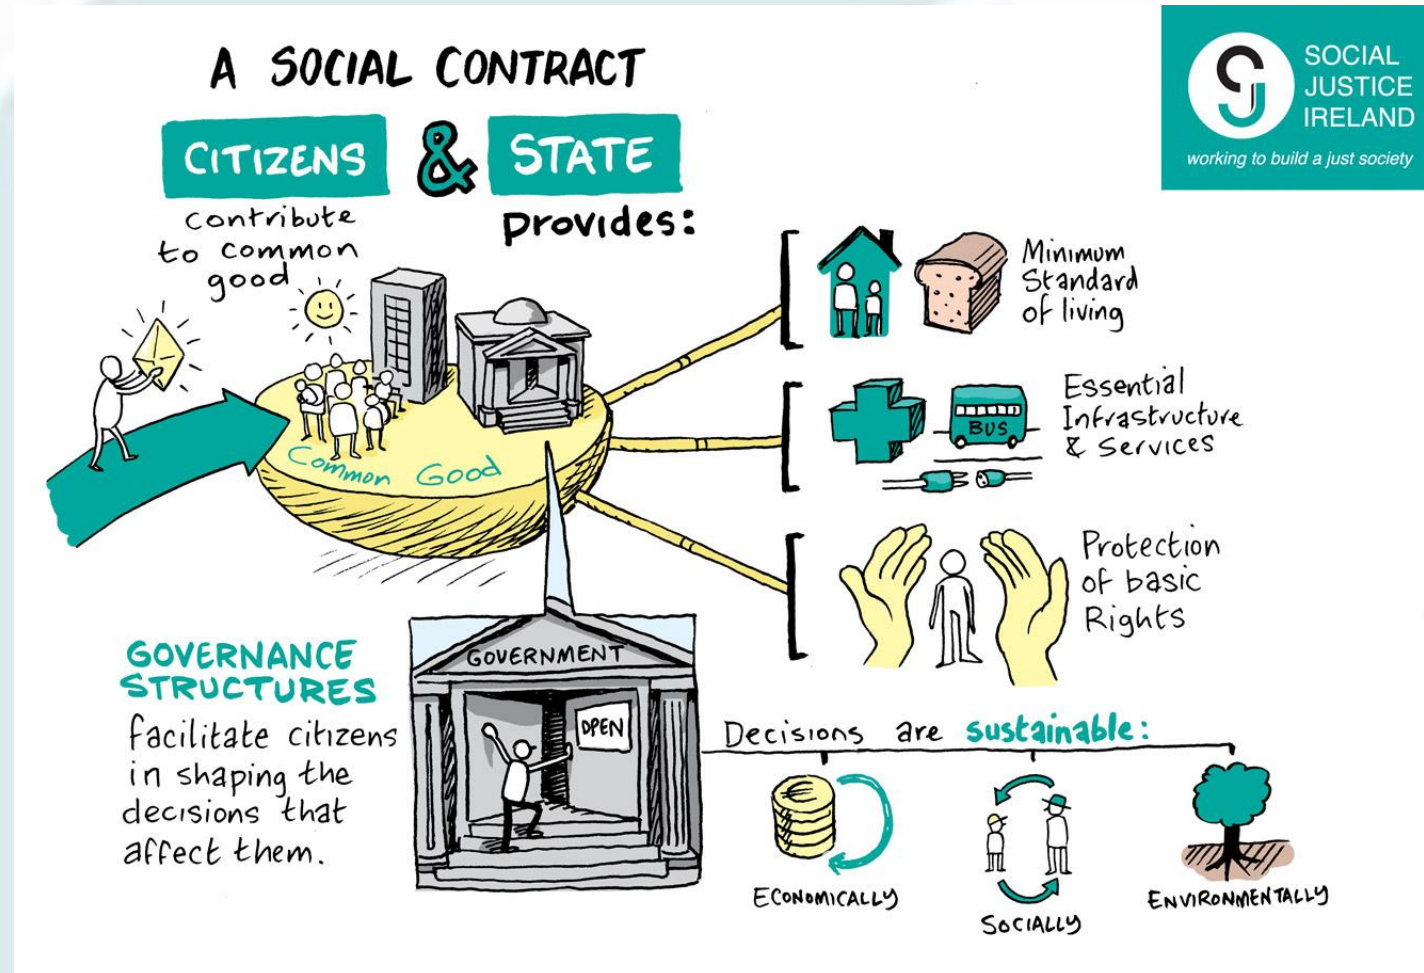 A SOCIAL CONTRACT
CITIZENS & STATE
contribute
to common
good
provides:
SOCIAL
JUSTICE
IRELAND
working to build a just society
Minimum
Standard
of living
Essential
Infrastructure
& Services
BUS
Common Good
Protection
of basic
Rights
GOVERNANCE
STRUCTURES
facilitate citizens
in shaping the
decisions that
affect them.
GOVERNMENT
OPEN
Decisions are sustainable:
€
ECONOMICALLY
SOCIALLY
ENVIRONMENTALLY